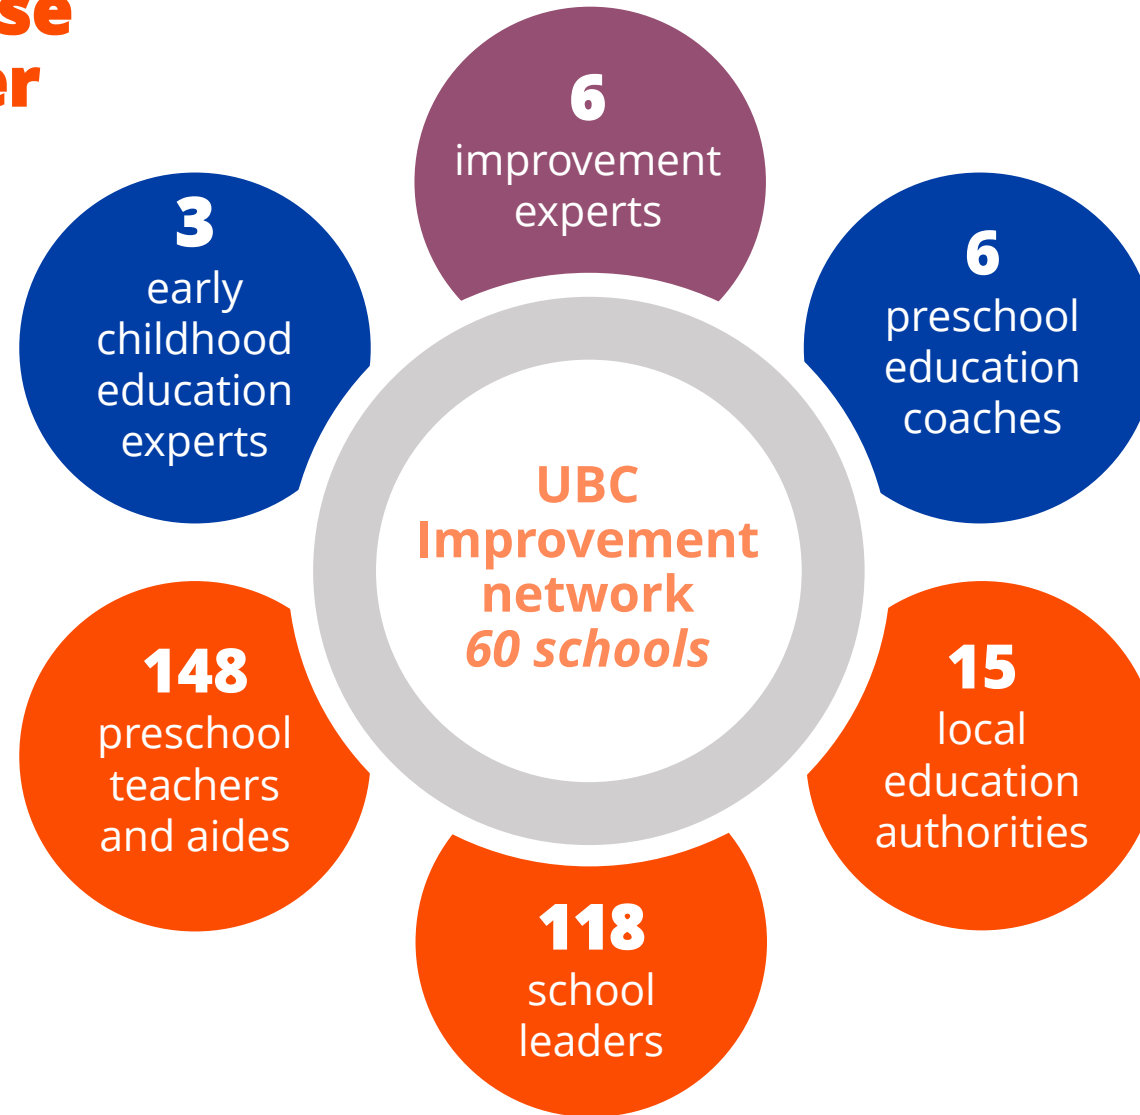 6
improvement
experts
3
early
childhood
education
experts
6
preschool
education
coaches
UBC
Improvement
network
60 schools
148
preschool
teachers
and aides
15
local
education
authorities
118
school
leaders